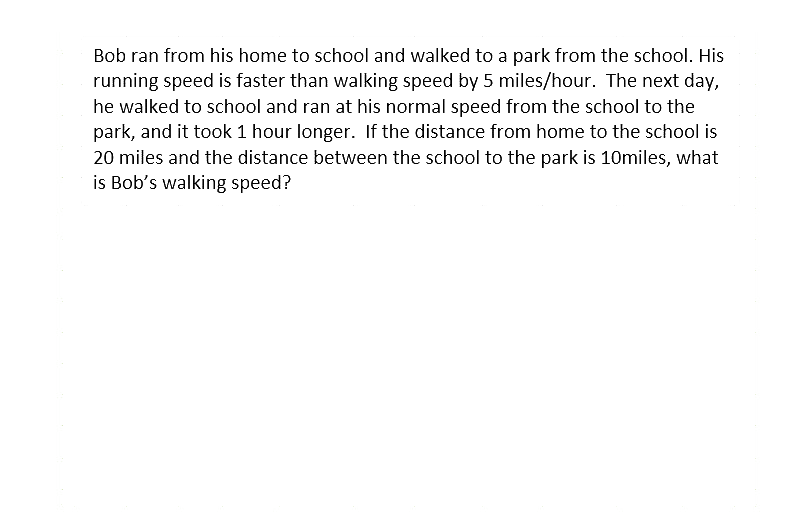 Bob ran from his home to school and walked to a park from the school. His
running speed is faster than walking speed by 5 miles/hour. The next day,
he walked to school and ran at his normal speed from the school to the
park, and it took 1 hour longer. If the distance from home to the school is
20 miles and the distance between the school to the park is 10miles, what
is Bob’s walking speed?